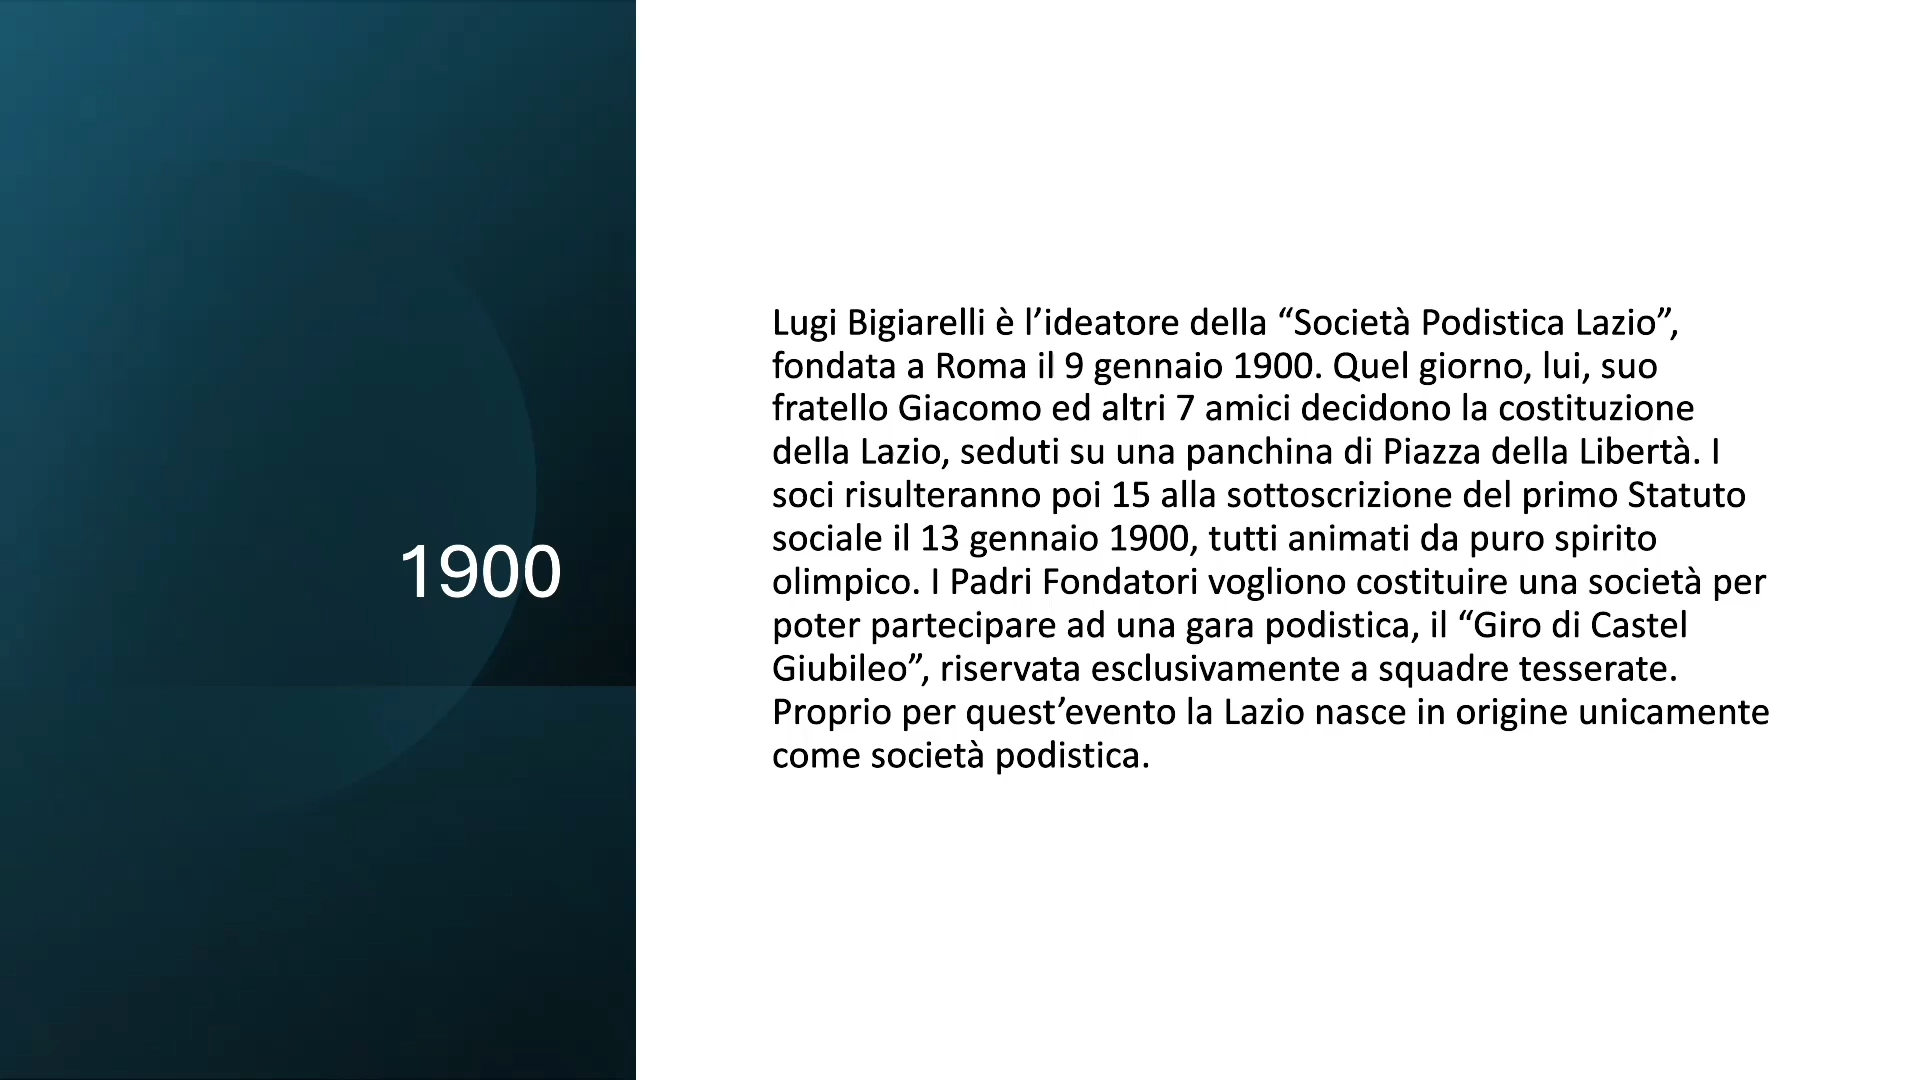 1900
Lugi Bigiarelli è l’ideatore della “Società Podistica Lazio”,
fondata a Roma il 9 gennaio 1900. Quel giorno, lui, suo
fratello Giacomo ed altri 7 amici decidono la costituzione
della Lazio, seduti su una panchina di Piazza della Libertà. I
soci risulteranno poi 15 alla sottoscrizione del primo Statuto
sociale il 13 gennaio 1900, tutti animati da puro spirito
olimpico. I Padri Fondatori vogliono costituire una società per
poter partecipare ad una gara podistica, il “Giro di Castel
Giubileo”, riservata esclusivamente a squadre tesserate.
Proprio per quest’evento la Lazio nasce in origine unicamente
come società podistica.